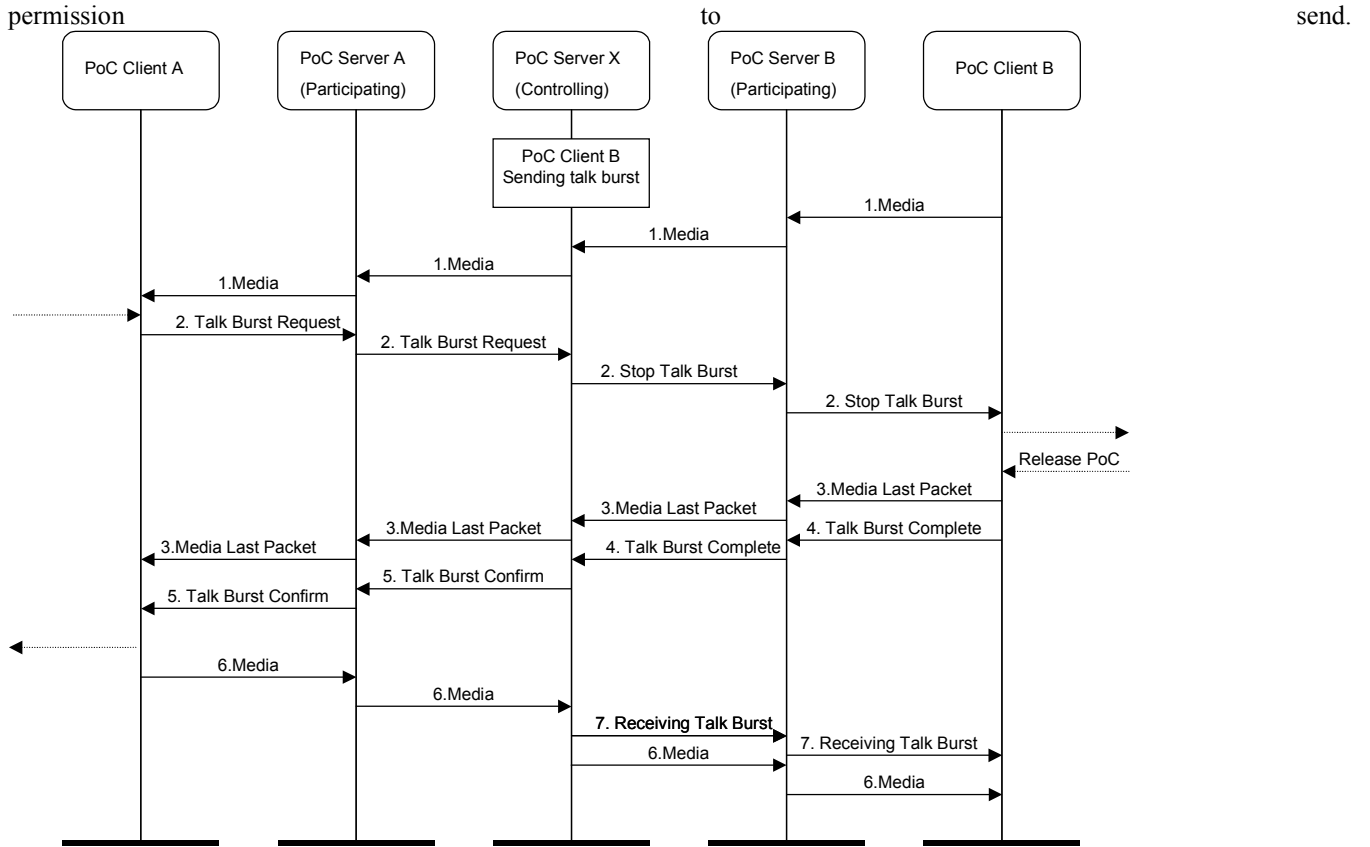 permission to send.
PoC Client A
PoC Server A
(Participating)
PoC Server X
(Controlling)
PoC Server B
(Participating)
PoC Client B
PoC Client B
Sending talk burst
1.Media
1.Media
1.Media
1.Media
2. Talk Burst Request
2. Talk Burst Request
2. Stop Talk Burst
2. Stop Talk Burst
Release PoC
3.Media Last Packet
3.Media Last Packet
3.Media Last Packet
3.Media Last Packet
4. Talk Burst Complete
4. Talk Burst Complete
5. Talk Burst Confirm
5. Talk Burst Confirm
6.Media
6.Media
7. Receiving Talk Burst
7. Receiving Talk Burst
6.Media
6.Media